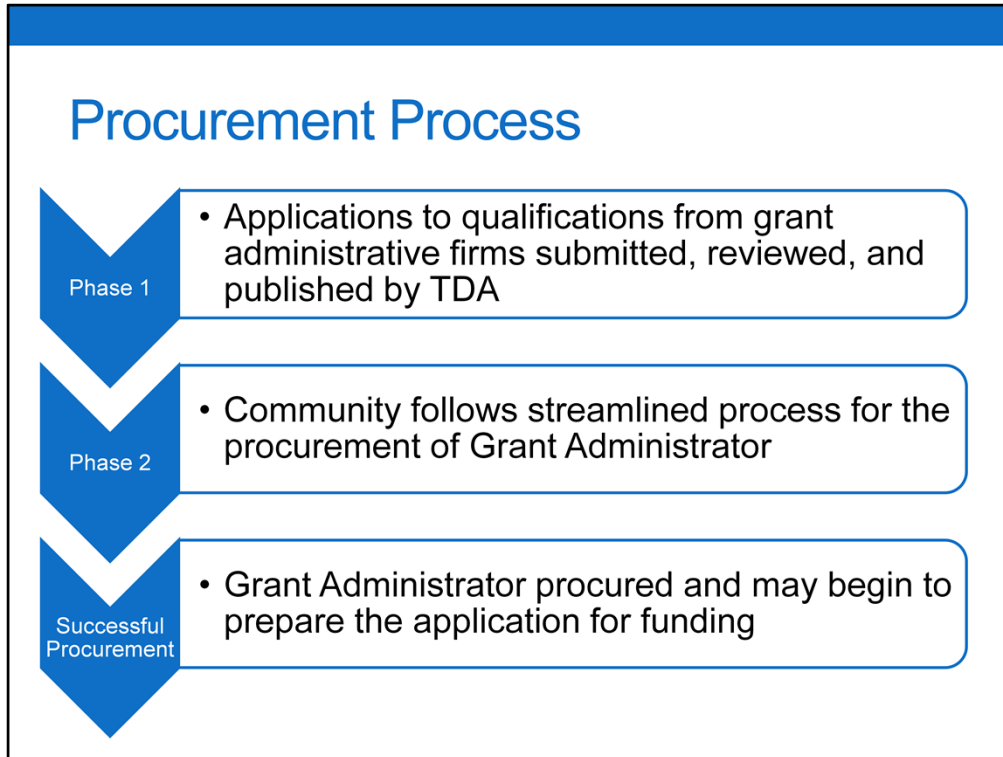 Procurement Process
Phase 1
• Applications to qualifications from grant
administrative firms submitted, reviewed, and
published by TDA
Phase 2
• Community follows streamlined process for the
procurement of Grant Administrator
Successful
Procurement
• Grant Administrator procured and may begin to
prepare the application for funding